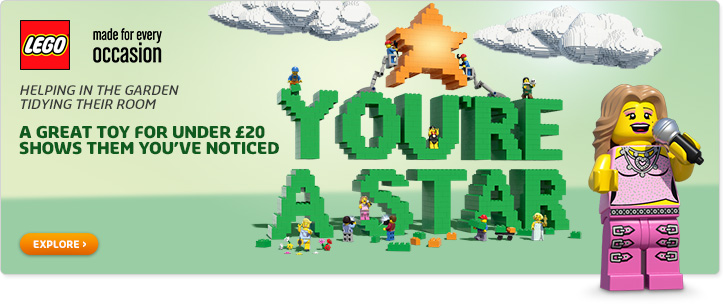 LEGO
made for every
occasion
HELPING IN THE GARDEN
TIDYING THEIR ROOM
A GREAT TOY FOR UNDER £20
SHOWS THEM YOU'VE NOTICED
YOU'RE
A STAR
EXPLORE ›